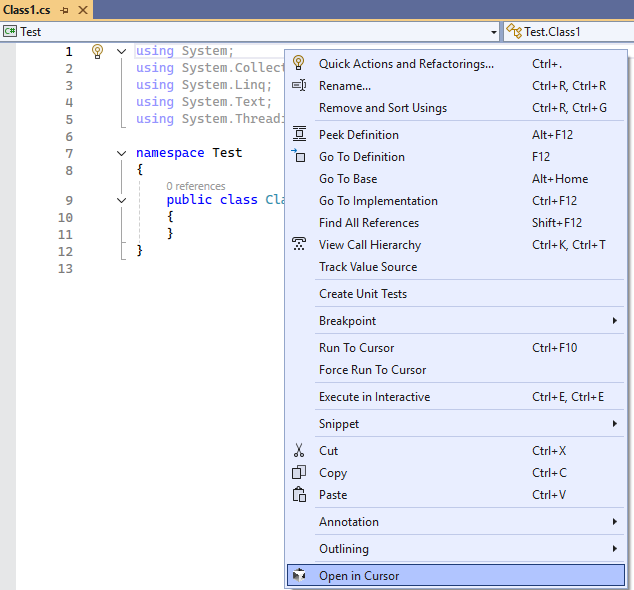 Class1.cs
C# Test
Test.Class1
1 using System;
2 using System.Collect
3 using System.Linq;
4 using System.Text;
5 using System.Threadi
6
7 namespace Test
8 {
0 references
9 public class Cla
10 {
11 }
12 }
13
Quick Actions and Refactorings... Ctrl+.
Rename... Ctrl+R, Ctrl+R
Remove and Sort Usings Ctrl+R, Ctrl+G
Peek Definition Alt+F12
Go To Definition F12
Go To Base Alt+Home
Go To Implementation Ctrl+F12
Find All References Shift+F12
View Call Hierarchy Ctrl+K, Ctrl+T
Track Value Source
Create Unit Tests
Breakpoint
Run To Cursor Ctrl+F10
Force Run To Cursor
Execute in Interactive Ctrl+E, Ctrl+E
Snippet
Cut Ctrl+X
Copy Ctrl+C
Paste Ctrl+V
Annotation
Outlining
Open in Cursor